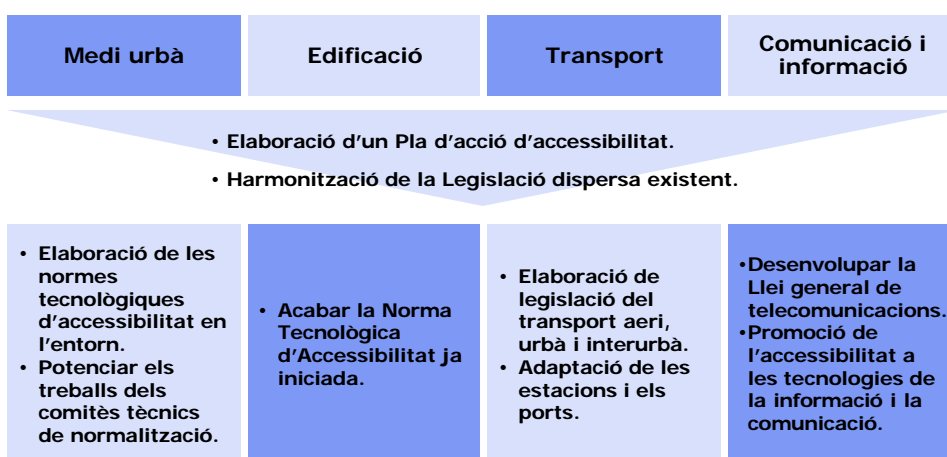 Medi urbà
Edificació
Transport
Comunicació i
informació
• Elaboració d'un Pla d'acció d'accessibilitat.
• Harmonització de la Legislació dispersa existent.
• Elaboració de les
normes
tecnològiques
d'accessibilitat en
l'entorn.
• Potenciar els
treballs dels
comitès tècnics
de normalització.
• Acabar la Norma
Tecnològica
d'Accessibilitat ja
iniciada.
• Elaboració de
legislació del
transport aeri,
urbà i interurbà.
• Adaptació de les
estacions i els
ports.
•Desenvolupar la
Llei general de
telecomunicacions.
•Promoció de
l'accessibilitat a
les tecnologies de
la informació i la
comunicació.